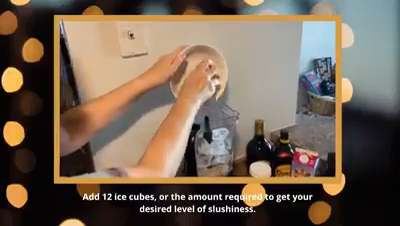 Add 12 ice cubes, or the amount required to get your
desired level of slushiness.